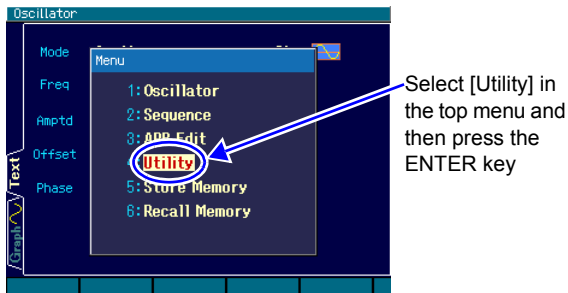 Oscillator
Mode
Menu
Freq
1: Oscillator
Amptd
2: Sequence
3: ARB Edit
Offset
Utility
Phase
5: Store Memory
6: Recall Memory
Text
Graph
Select [Utility] in
the top menu and
then press the
ENTER key